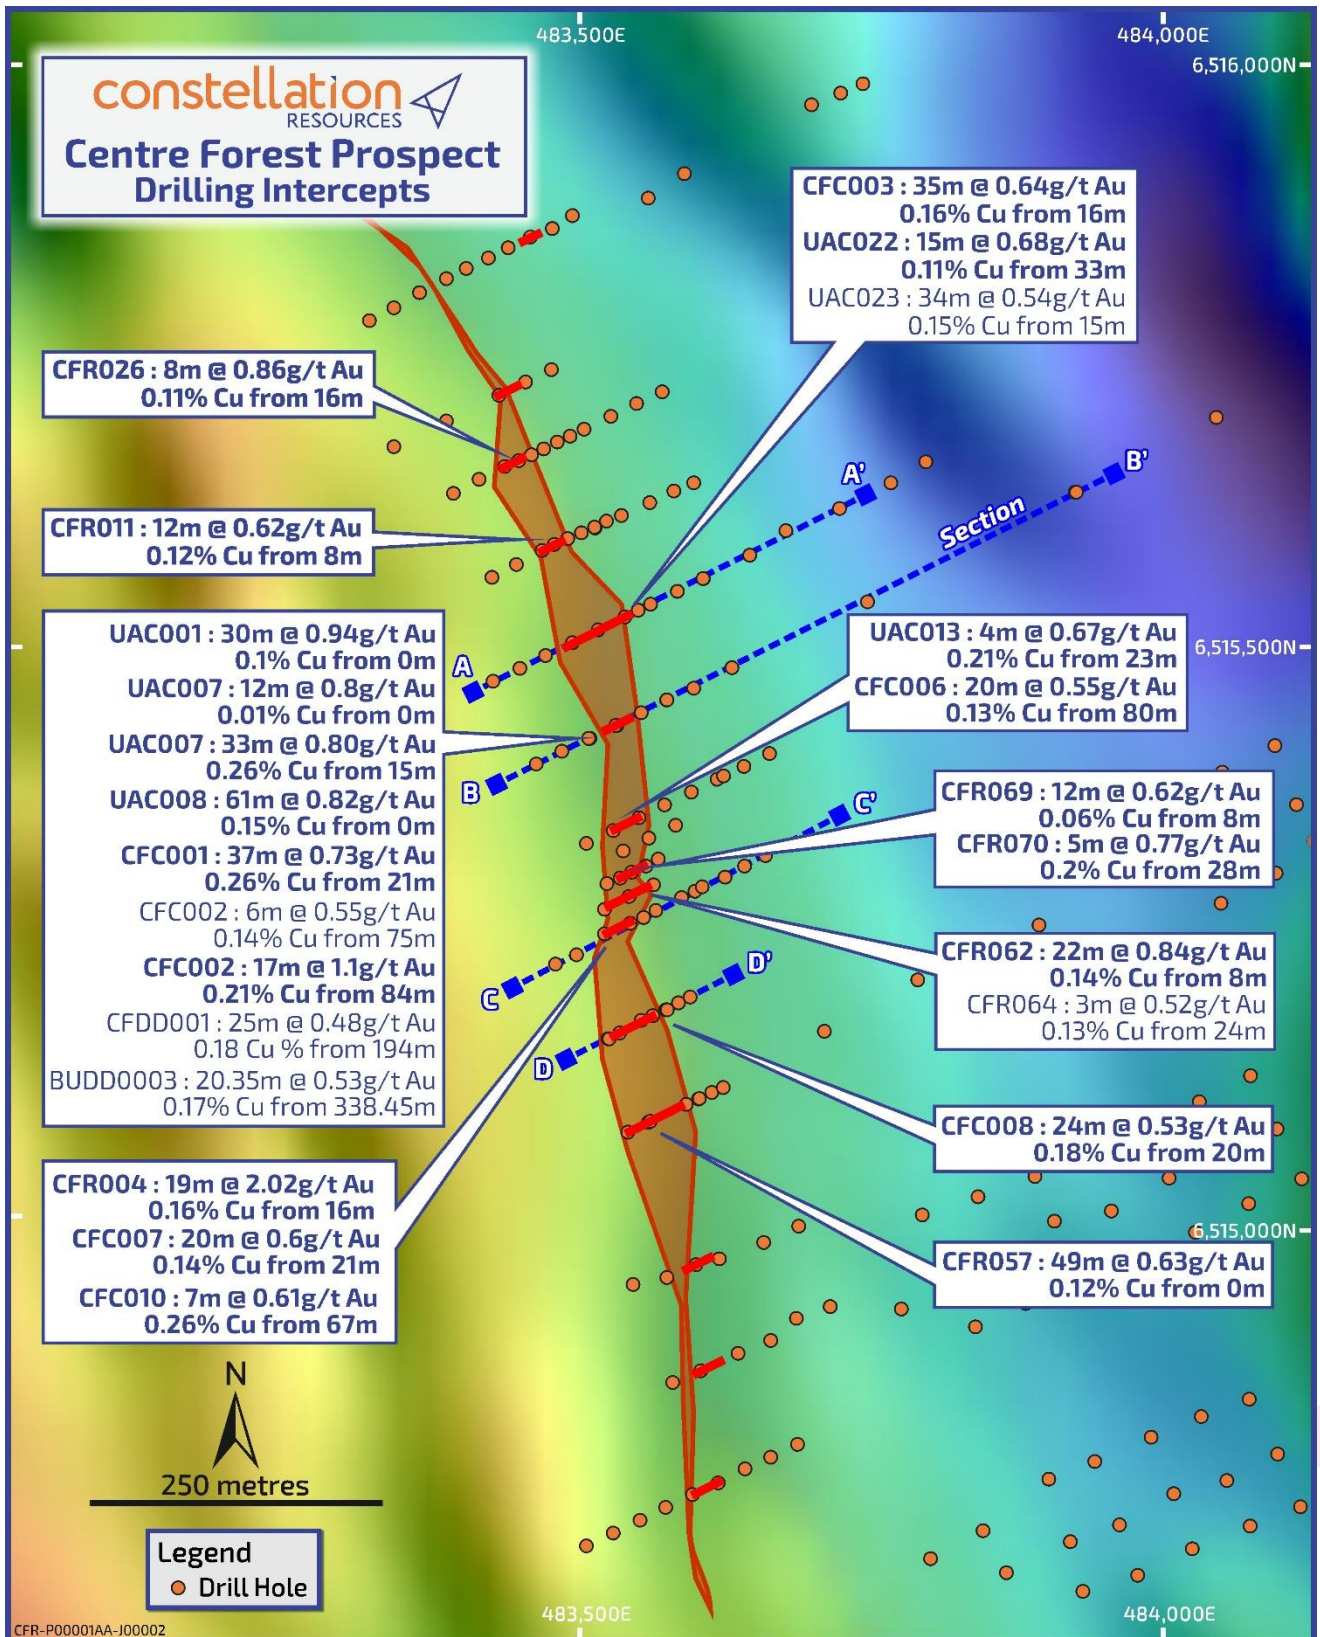 483,500E
484,000E
6,516,000N
constellation
RESOURCES
Centre Forest Prospect
Drilling Intercepts
CFC003 : 35m @ 0.64g/t Au
0.16% Cu from 16m
UAC022 : 15m @ 0.68g/t Au
0.11% Cu from 33m
UAC023 : 34m @ 0.54g/t Au
0.15% Cu from 15m
CFR026 : 8m @ 0.86g/t Au
0.11% Cu from 16m
A'
B'
Section
CFR011 : 12m @ 0.62g/t Au
0.12% Cu from 8m
UAC001 : 30m @ 0.94g/t Au
0.1% Cu from 0m
UAC007 : 12m @ 0.8g/t Au
0.01% Cu from 0m
UAC007 : 33m @ 0.80g/t Au
0.26% Cu from 15m
UAC008 : 61m @ 0.82g/t Au
0.15% Cu from 0m
CFC001 : 37m @ 0.73g/t Au
0.26% Cu from 21m
CFC002 : 6m @ 0.55g/t Au
0.14% Cu from 75m
CFC002 : 17m @ 1.1g/t Au
0.21% Cu from 84m
CFDD001 : 25m @ 0.48g/t Au
0.18 Cu % from 194m
BUDD0003 : 20.35m @ 0.53g/t Au
0.17% Cu from 338.45m
A
B
6,515,500N
UAC013 : 4m @ 0.67g/t Au
0.21% Cu from 23m
CFC006 : 20m @ 0.55g/t Au
0.13% Cu from 80m
C'
CFR069 : 12m @ 0.62g/t Au
0.06% Cu from 8m
CFR070 : 5m @ 0.77g/t Au
0.2% Cu from 28m
C
D'
D
CFR062 : 22m @ 0.84g/t Au
0.14% Cu from 8m
CFR064 : 3m @ 0.52g/t Au
0.13% Cu from 24m
CFC008 : 24m @ 0.53g/t Au
0.18% Cu from 20m
CFR004 : 19m @ 2.02g/t Au
0.16% Cu from 16m
CFC007 : 20m @ 0.6g/t Au
0.14% Cu from 21m
CFC010 : 7m @ 0.61g/t Au
0.26% Cu from 67m
6,515,000N
CFR057 : 49m @ 0.63g/t Au
0.12% Cu from 0m
N
250 metres
Legend
Drill Hole
483,500E
484,000E
CFR-P00001AA-J00002